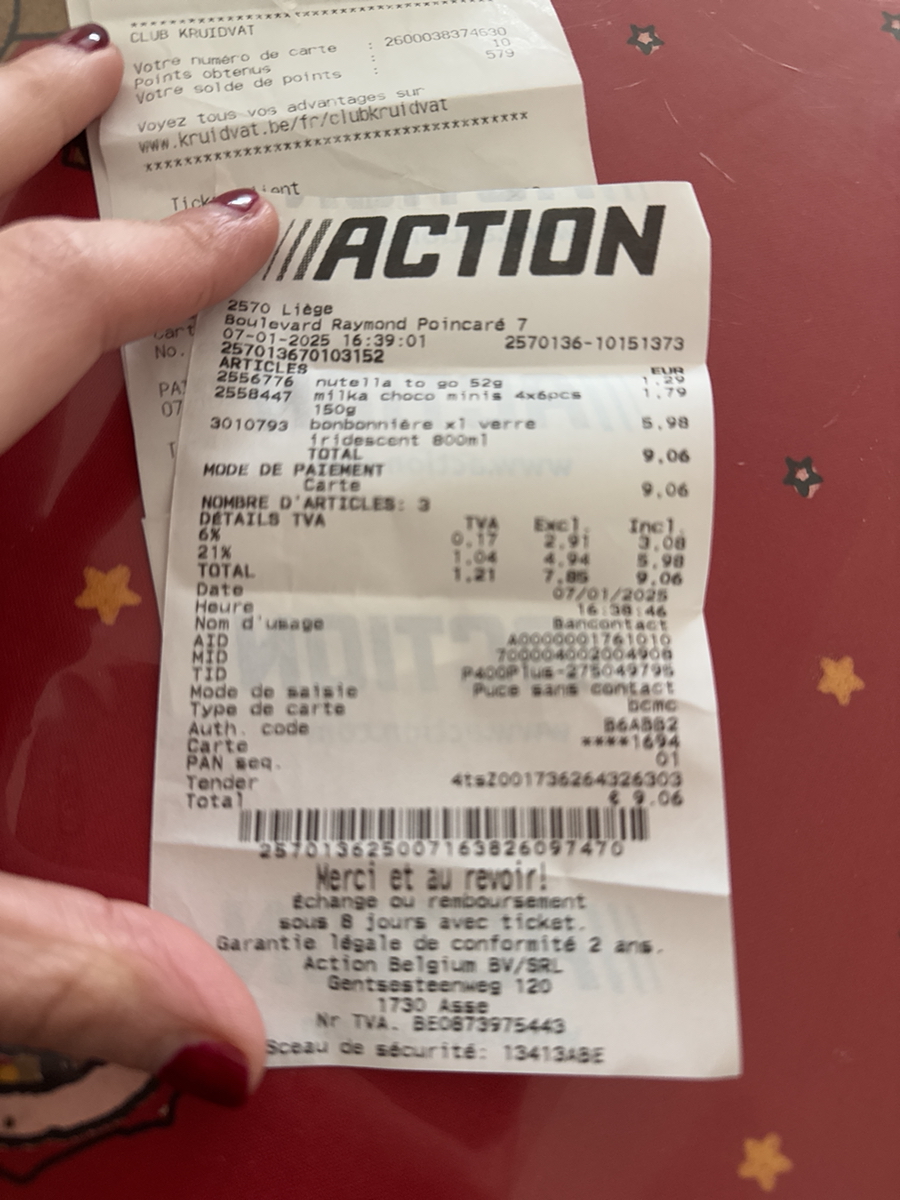 CLUB KRUIDVAT
Votre numéro de carte : 2600038374630
Points obtenus : 10
Votre solde de points : 579
Voyez tous vos advantages sur
www.kruidvat.be/fr/clubkruidvat
xxxxxxxxxxxxxxxxxxxxxxxxxxxxxxxxxxxxxx
ACTION
2570 Liège
Boulevard Raymond Poincaré 7
07-01-2025 16:39:01 2570136-10151373
257013670103152
ARTICLES EUR
2556776 nutella to go 52g 1,29
2558447 milka choco minis 4x6pcs 1,79
150g
3010793 bonbonnière x1 verre 5,98
iridescent 800ml
TOTAL 9,06
MODE DE PAIEMENT
Carte 9,06
NOMBRE D'ARTICLES: 3
DÉTAILS TVA TVA Excl. Incl.
6% 0,17 2,91 3,08
21% 1,04 4,94 5,98
TOTAL 1,21 7,85 9,06
Date 07/01/2025
Heure 16:38:46
Nom d'usage Bancontact
AID A0000001761010
MID 700004002004908
TID P400Plus-275049795
Mode de saisie Puce sans contact
Type de carte bcmc
Auth. code B6ABB2
Carte ****1694
PAN seq. 01
Tender 4tsZ001736264326303
Total € 9,06
257013625007163826097470
Merci et au revoir!
Échange ou remboursement
sous 8 jours avec ticket.
Garantie légale de conformité 2 ans.
Action Belgium BV/SRL
Gentsesteenweg 120
1730 Asse
Nr TVA. BE0873975443
Sceau de sécurité: 13413ABE